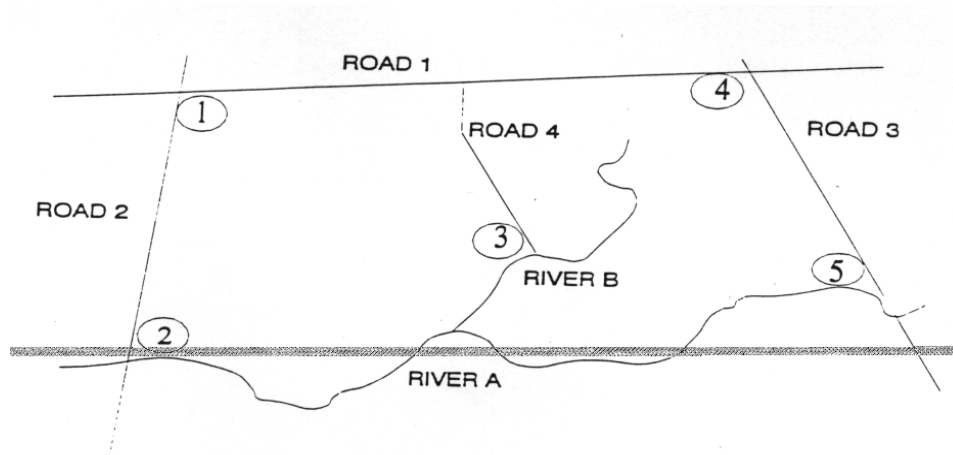 ROAD 1
1
4
ROAD 4
ROAD 3
ROAD 2
3
5
RIVER B
2
RIVER A